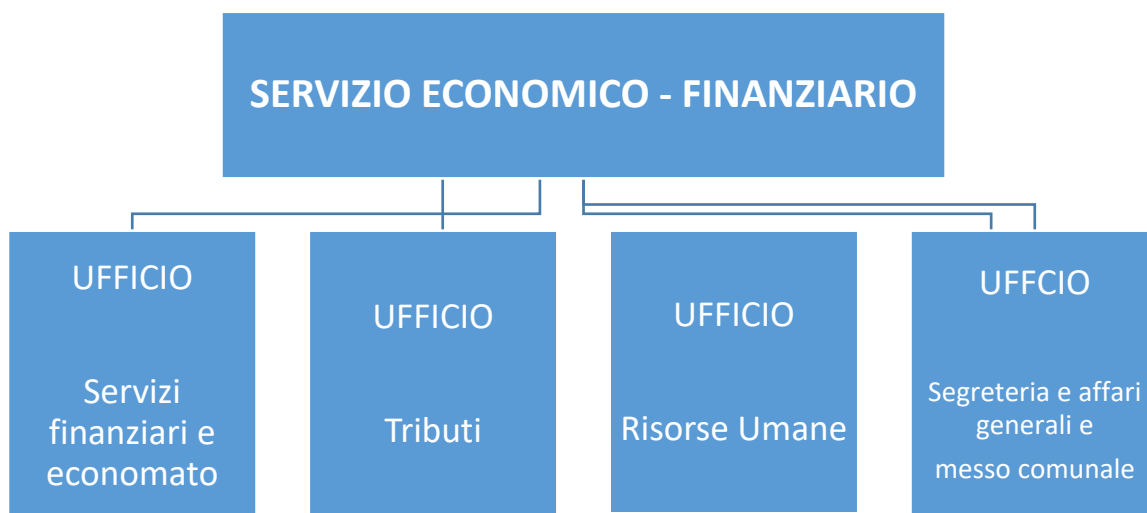 SERVIZIO ECONOMICO - FINANZIARIO
UFFICIO
Servizi
finanziari e
economato
UFFICIO
Tributi
UFFICIO
Risorse Umane
UFFCIO
Segreteria e affari
generali e
messo comunale